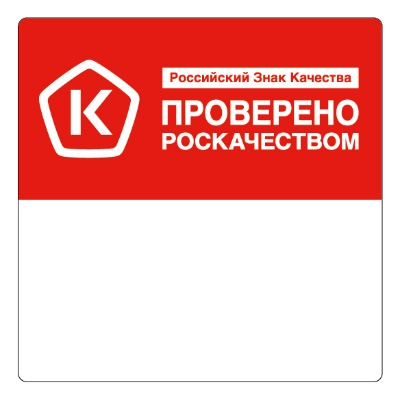 К
Российский Знак Качества
ПРОВЕРЕНО
РОСКАЧЕСТВОМ